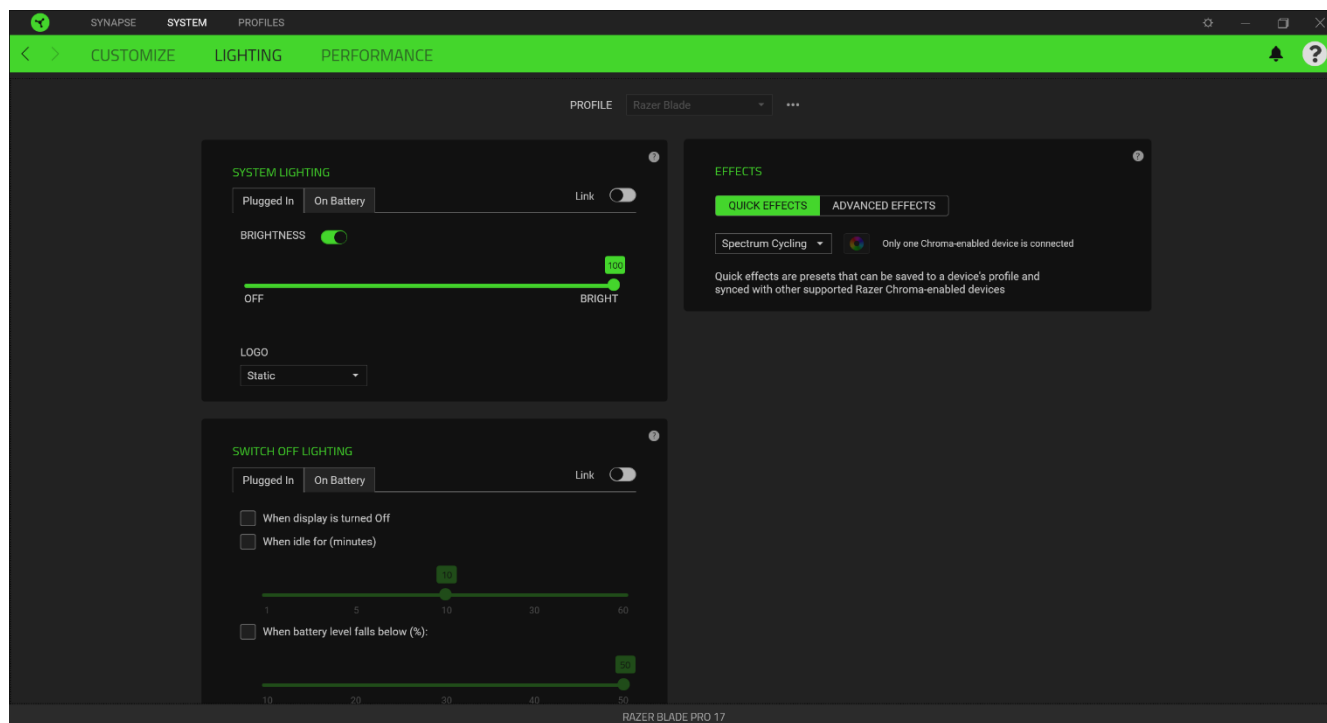 SYNAPSE SYSTEM PROFILES
CUSTOMIZE LIGHTING PERFORMANCE
?
PROFILE Razer Blade
?
SYSTEM LIGHTING
Plugged In On Battery Link
BRIGHTNESS
100
OFF BRIGHT
LOGO
Static
?
EFFECTS
QUICK EFFECTS ADVANCED EFFECTS
Spectrum Cycling Only one Chroma-enabled device is connected
Quick effects are presets that can be saved to a device's profile and
synced with other supported Razer Chroma-enabled devices
?
SWITCH OFF LIGHTING
Plugged In On Battery Link
When display is turned Off
When idle for (minutes)
10
1 5 10 30 60
When battery level falls below (%):
50
10 20 30 40 50
RAZER BLADE PRO 17